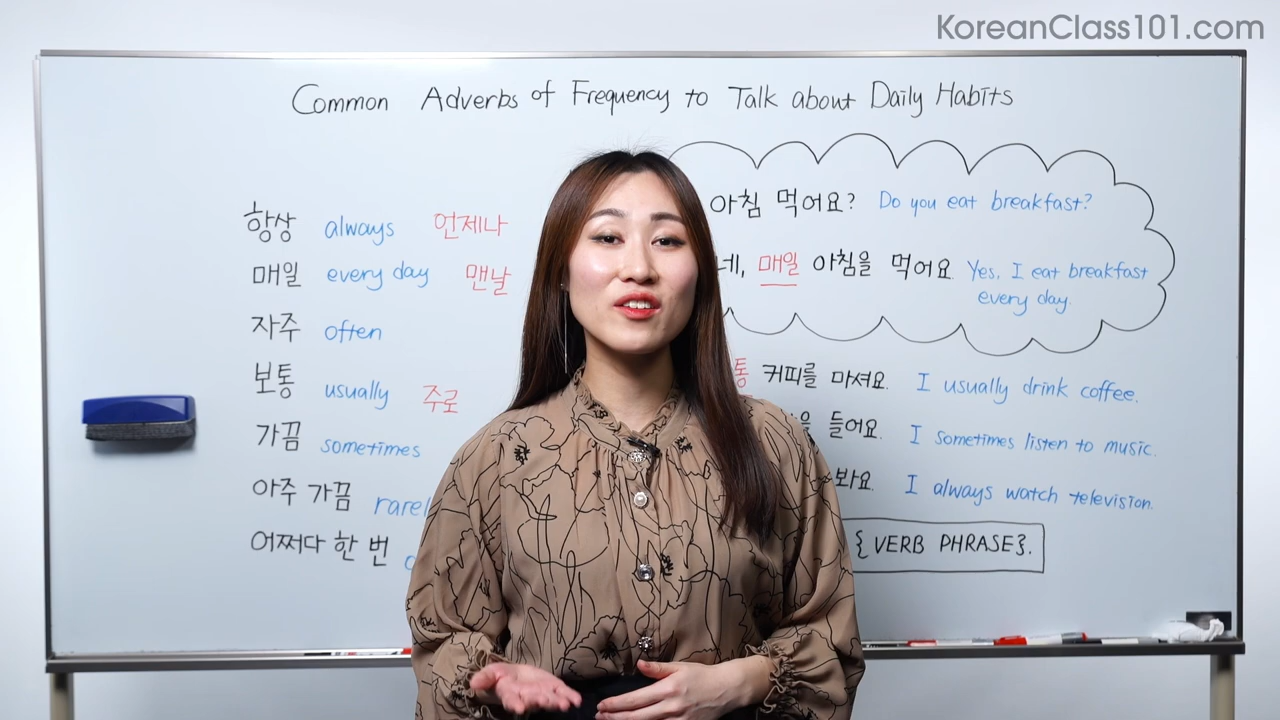 KoreanClass101.com
Common Adverbs of Frequency to Talk about Daily Habits
항상 always 언제나
매일 every day 맨날
자주 often
보통 usually 주로
가끔 sometimes
아주 가끔
어쩌다 한 번
아침 먹어요? Do you eat breakfast?
네, 매일 아침을 먹어요. Yes, I eat breakfast
every day.
커피를 마셔요. I usually drink coffee.
들어요. I sometimes listen to music.
봐요. I always watch television.
{VERB PHRASE}.